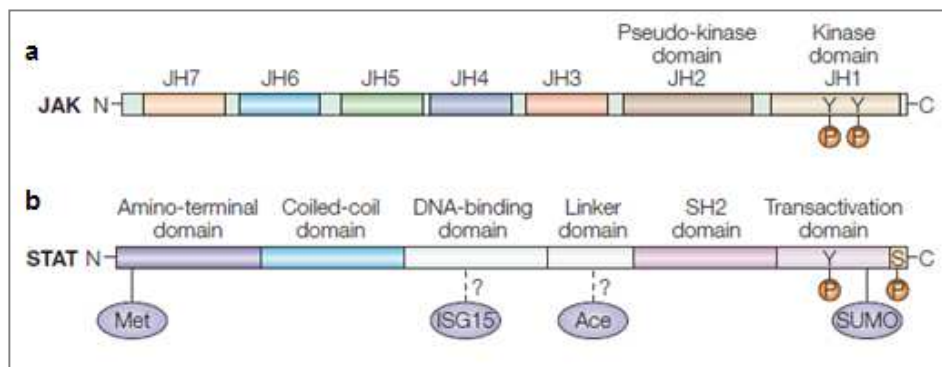 a
Pseudo-kinase domain
Kinase domain
JH7 JH6 JH5 JH4 JH3 JH2 JH1
JAK N Y Y C
P P
b
Amino-terminal domain
Coiled-coil domain
DNA-binding domain
Linker domain
SH2 domain
Transactivation domain
STAT N Y S C
? ? P P
Met ISG15 Ace SUMO